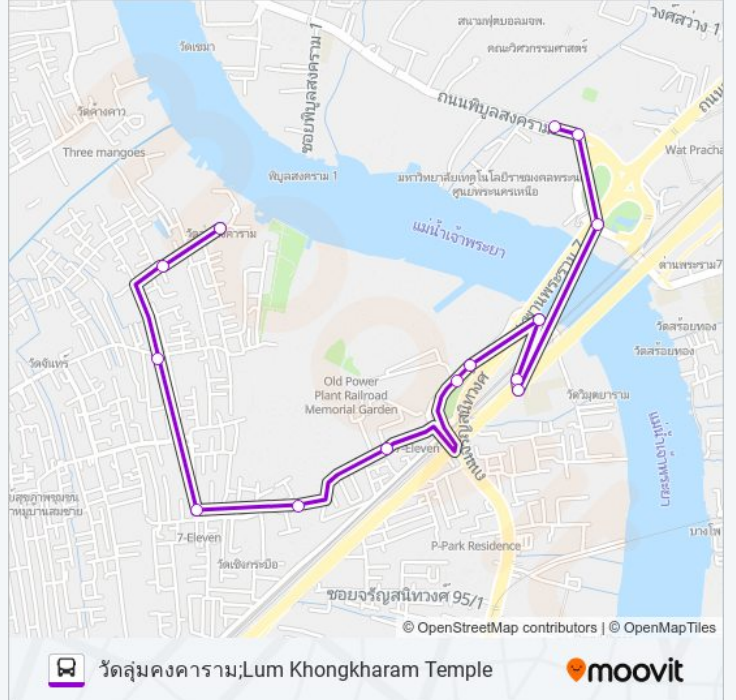 สนามฟุตบอลมจพ.
วงศ์สว่าง 1
คณะวิศวกรรมศาสตร์
วัดเขมา
ซอยพิบูลสงคราม 1
ถนนพิบูลสงคราม
วัดค้างคาว
Three mangoes
Wat Pracha
พิบูลสงคราม 1
มหาวิทยาลัยเทคโนโลยีราชมงคลพระนคร
ศูนย์พระนครเหนือ
แม่น้ำเจ้าพระยา
ด่านพระราม7
วัดสร้อยทอง
วัดสร้อยทอง
วัดจันทร์
Old Power
Plant Railroad
Memorial Garden
วัดวิมุตยาราม
แม่น้ำเจ้าพระยา
7-Eleven
7-Eleven
P-Park Residence
บางโพ
วัดเชิงกระบือ
ซอยจรัญสนิทวงศ์ 95/1
© OpenStreetMap contributors | © OpenMapTiles
วัดลุ่มคงคาราม;Lum Khongkharam Temple
moovit